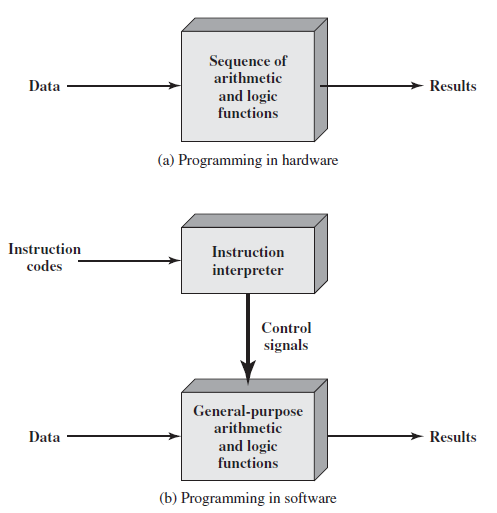 Data
Sequence of
arithmetic
and logic
functions
Results
(a) Programming in hardware
Instruction
codes
Instruction
interpreter
Control
signals
Data
General-purpose
arithmetic
and logic
functions
Results
(b) Programming in software